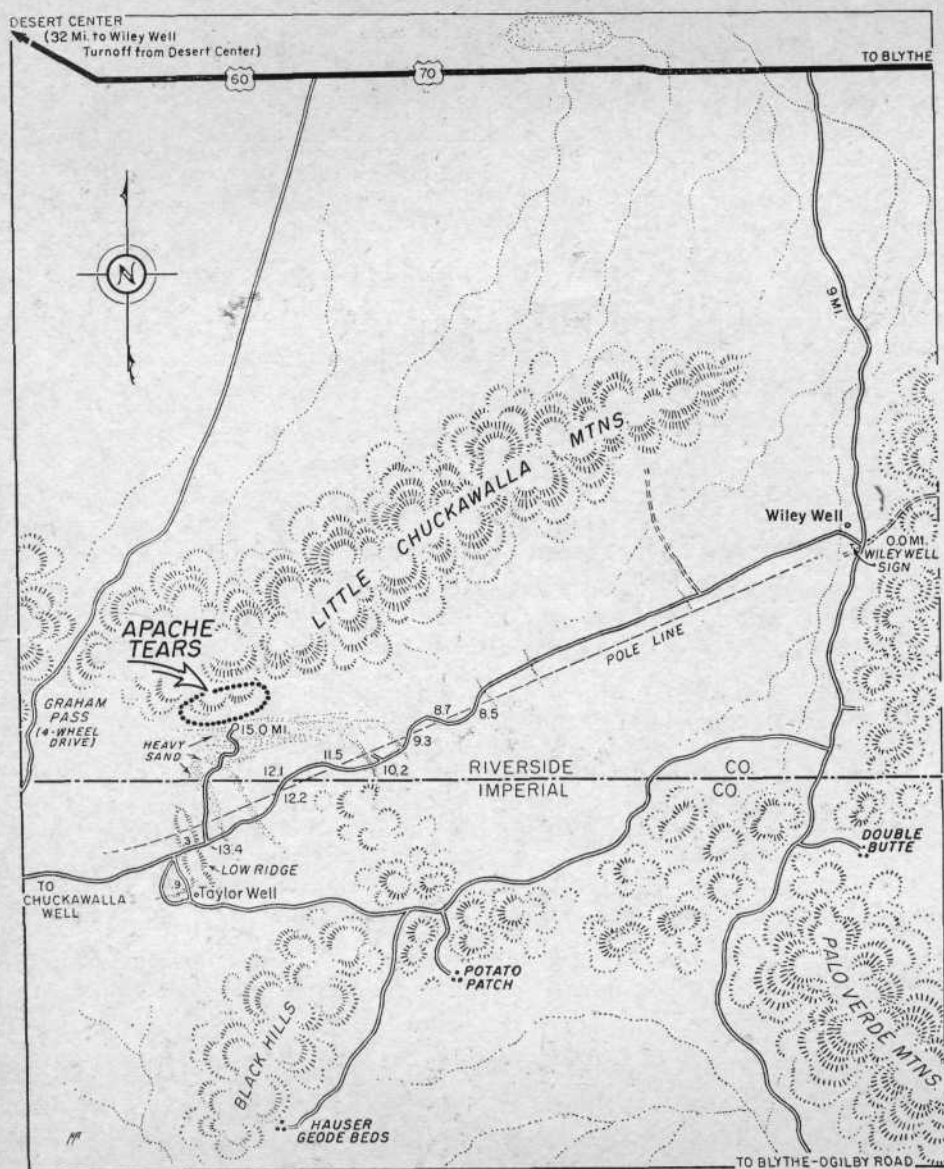 DESERT CENTER
(32 Mi. to Wiley Well
Turnoff from Desert Center)
60
70
TO BLYTHE
N
9 MI.
LITTLE CHUCKAWALLA MTNS.
Wiley Well
0.0 MI.
WILEY WELL
SIGN
POLE LINE
APACHE
TEARS
GRAHAM
PASS
(4-WHEEL
DRIVE)
15.0 MI.
HEAVY
SAND
8.7
8.5
9.3
11.5
10.2
12.1
12.2
RIVERSIDE CO.
IMPERIAL CO.
.3
13.4
LOW RIDGE
TO
CHUCKAWALLA
WELL
.9
Taylor Well
DOUBLE
BUTTE
POTATO
PATCH
PALO VERDE MTNS
BLACK HILLS
HAUSER
GEODE BEDS
TO BLYTHE-OGILBY ROAD